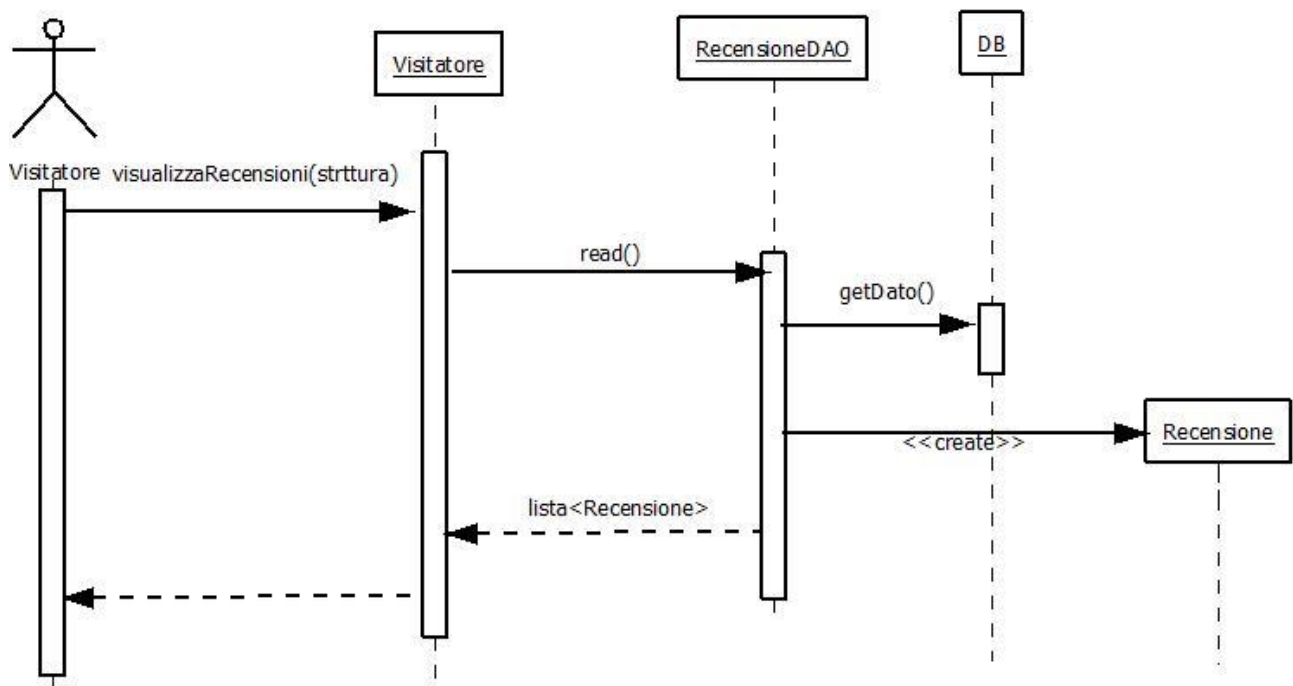 Visitatore
RecensioneDAO
DB
Visitatore
visualizzaRecensioni(strttura)
read()
getDato()
<<create>>
Recensione
lista<Recensione>